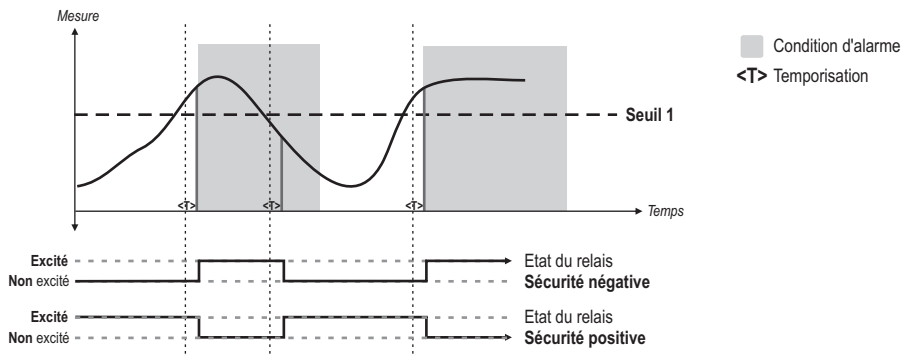 Mesure
Condition d'alarme
<T> Temporisation
Seuil 1
<T>
<T>
<T>
Temps
Excité
Etat du relais
Non excité
Sécurité négative
Excité
Etat du relais
Non excité
Sécurité positive